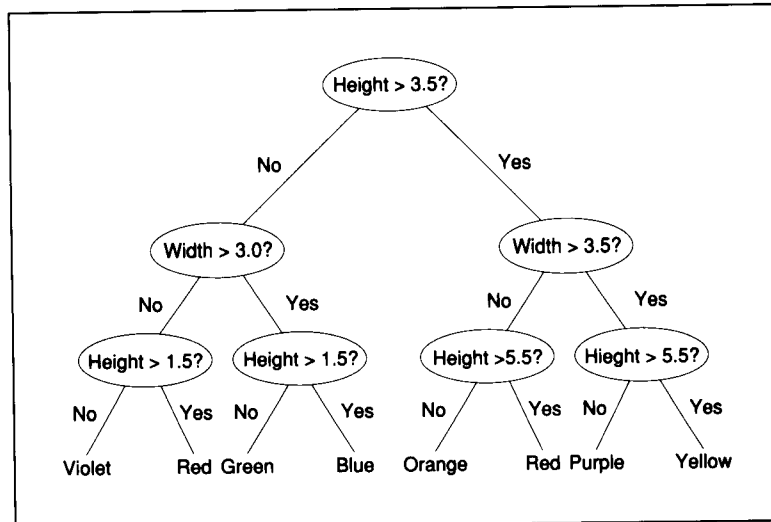 Height > 3.5?
No
Yes
Width > 3.0?
Width > 3.5?
No
Yes
No
Yes
Height > 1.5?
Height > 1.5?
Height >5.5?
Hieght > 5.5?
No
Yes
No
Yes
No
Yes
No
Yes
Violet
Red
Green
Blue
Orange
Red
Purple
Yellow